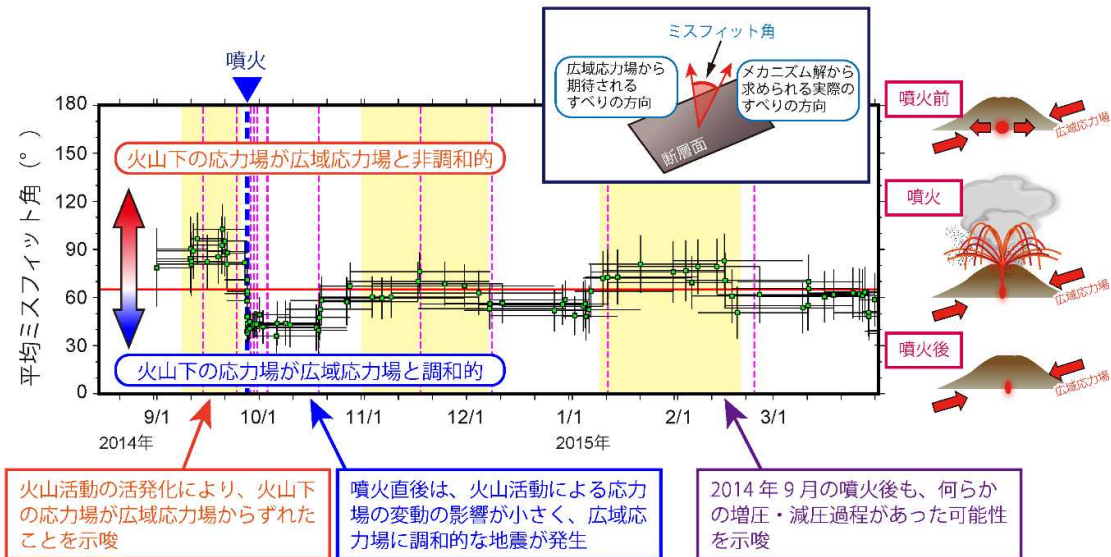 噴火
ミスフィット角
広域応力場から
期待される
すべりの方向
メカニズム解から
求められる実際の
すべりの方向
断層面
平均ミスフィット角(°)
180
150
120
90
60
30
0
火山下の応力場が広域応力場と非調和的
火山下の応力場が広域応力場と調和的
9/1
10/1
11/1
12/1
1/1
2/1
3/1
2014年
2015年
噴火前
広域応力場
噴火
広域応力場
噴火後
広域応力場
火山活動の活発化により、火山下
の応力場が広域応力場からずれた
ことを示唆
噴火直後は、火山活動による応力
場の変動の影響が小さく、広域応
力場に調和的な地震が発生
2014年9月の噴火後も、何らか
の増圧・減圧過程があった可能性
を示唆